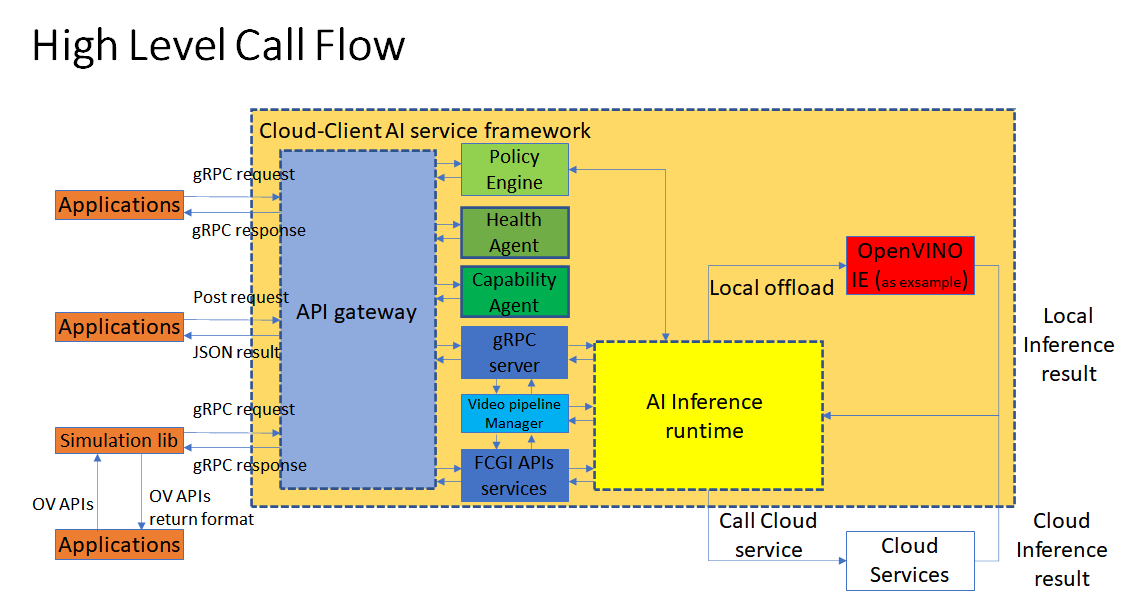 High Level Call Flow
Cloud-Client AI service framework
gRPC request
Applications
gRPC response
Post request
Applications
JSON result
gRPC request
Simulation lib
gRPC response
OV APIs
OV APIs
return format
Applications
API gateway
Policy
Engine
Health
Agent
Capability
Agent
gRPC
server
Video pipeline
Manager
FCGI APIs
services
AI Inference
runtime
Local offload
OpenVINO
IE (as exsample)
Local
Inference
result
Call Cloud
service
Cloud
Services
Cloud
Inference
result